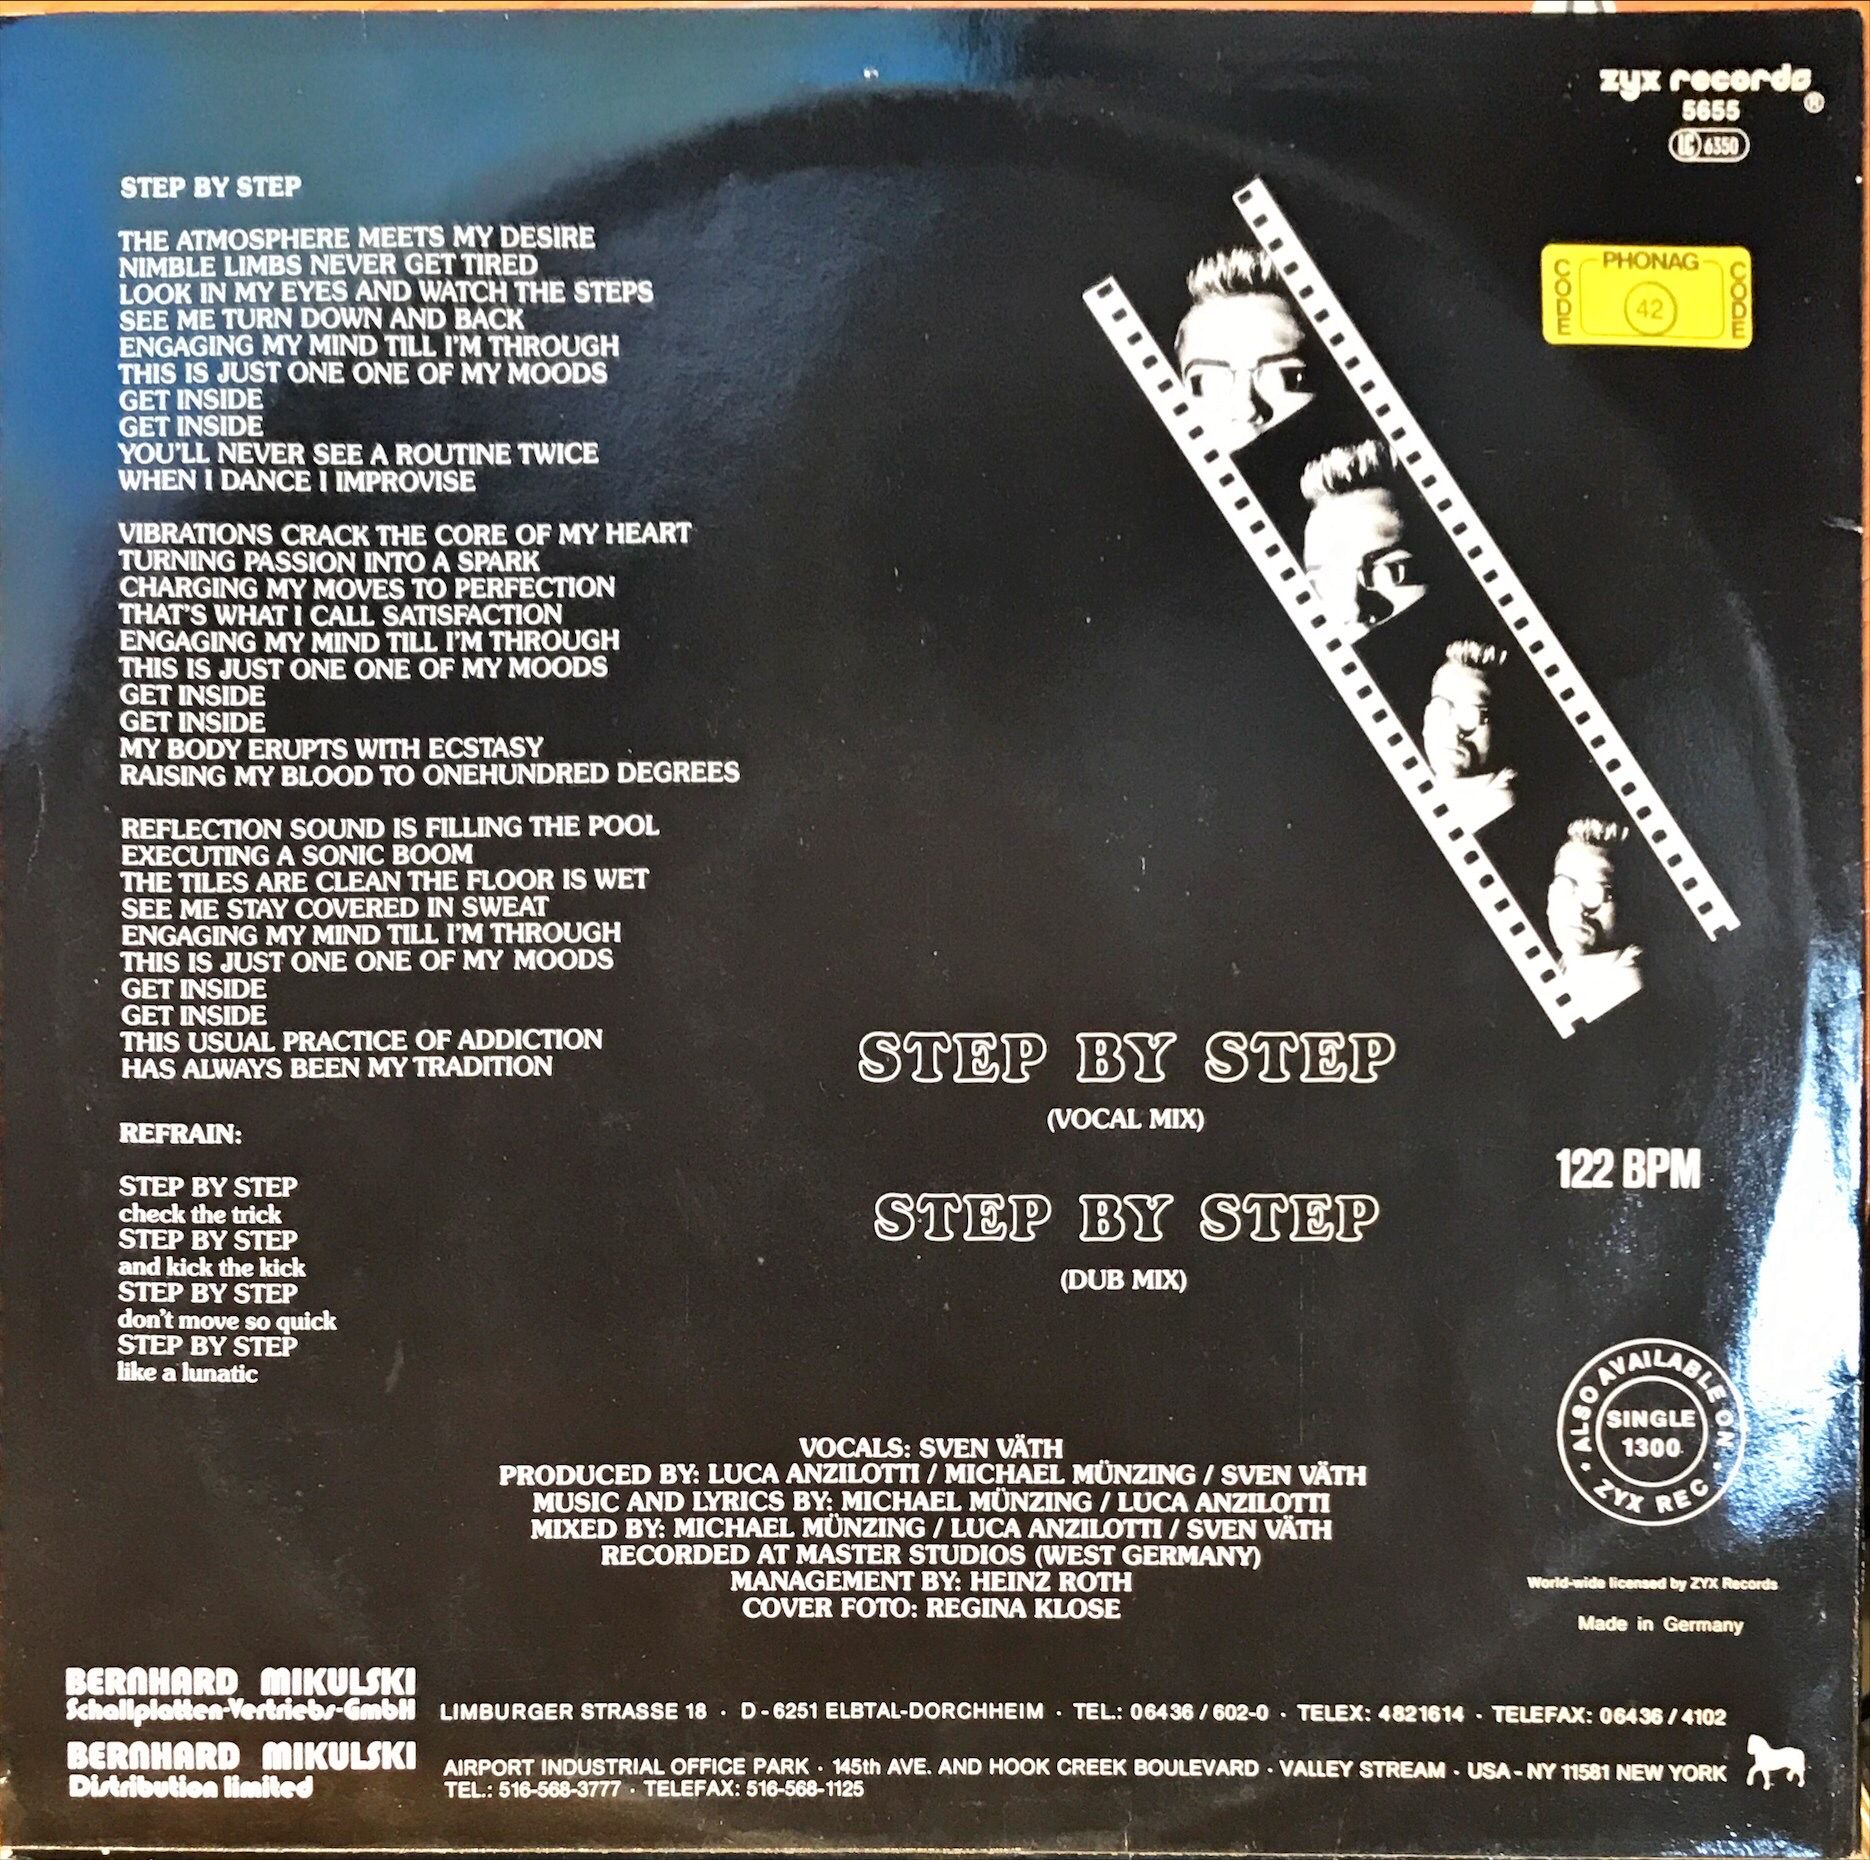 zyx records ®
5655
LC 6350
PHONAG
CODE
42
CODE
STEP BY STEP
THE ATMOSPHERE MEETS MY DESIRE
NIMBLE LIMBS NEVER GET TIRED
LOOK IN MY EYES AND WATCH THE STEPS
SEE ME TURN DOWN AND BACK
ENGAGING MY MIND TILL I'M THROUGH
THIS IS JUST ONE ONE OF MY MOODS
GET INSIDE
GET INSIDE
YOU'LL NEVER SEE A ROUTINE TWICE
WHEN I DANCE I IMPROVISE
VIBRATIONS CRACK THE CORE OF MY HEART
TURNING PASSION INTO A SPARK
CHARGING MY MOVES TO PERFECTION
THAT'S WHAT I CALL SATISFACTION
ENGAGING MY MIND TILL I'M THROUGH
THIS IS JUST ONE ONE OF MY MOODS
GET INSIDE
GET INSIDE
MY BODY ERUPTS WITH ECSTASY
RAISING MY BLOOD TO ONEHUNDRED DEGREES
REFLECTION SOUND IS FILLING THE POOL
EXECUTING A SONIC BOOM
THE TILES ARE CLEAN THE FLOOR IS WET
SEE ME STAY COVERED IN SWEAT
ENGAGING MY MIND TILL I'M THROUGH
THIS IS JUST ONE ONE OF MY MOODS
GET INSIDE
GET INSIDE
THIS USUAL PRACTICE OF ADDICTION
HAS ALWAYS BEEN MY TRADITION
REFRAIN:
STEP BY STEP
check the trick
STEP BY STEP
and kick the kick
STEP BY STEP
don't move so quick
STEP BY STEP
like a lunatic
STEP BY STEP
(VOCAL MIX)
122 BPM
STEP BY STEP
(DUB MIX)
ALSO AVAILABLE ON
SINGLE
1300
ZYX REC
VOCALS: SVEN VÄTH
PRODUCED BY: LUCA ANZILOTTI / MICHAEL MÜNZING / SVEN VÄTH
MUSIC AND LYRICS BY: MICHAEL MÜNZING / LUCA ANZILOTTI
MIXED BY: MICHAEL MÜNZING / LUCA ANZILOTTI / SVEN VÄTH
RECORDED AT MASTER STUDIOS (WEST GERMANY)
MANAGEMENT BY: HEINZ ROTH
COVER FOTO: REGINA KLOSE
World-wide licensed by ZYX Records
Made in Germany
BERNHARD MIKULSKI
Schallplatten-Vertriebs-GmbH
LIMBURGER STRASSE 18 · D-6251 ELBTAL-DORCHHEIM · TEL.: 06436/602-0 · TELEX: 4821614 · TELEFAX: 06436/4102
BERNHARD MIKULSKI
Distribution limited
AIRPORT INDUSTRIAL OFFICE PARK · 145th AVE. AND HOOK CREEK BOULEVARD · VALLEY STREAM · USA-NY 11581 NEW YORK
TEL.: 516-568-3777 · TELEFAX: 516-568-1125